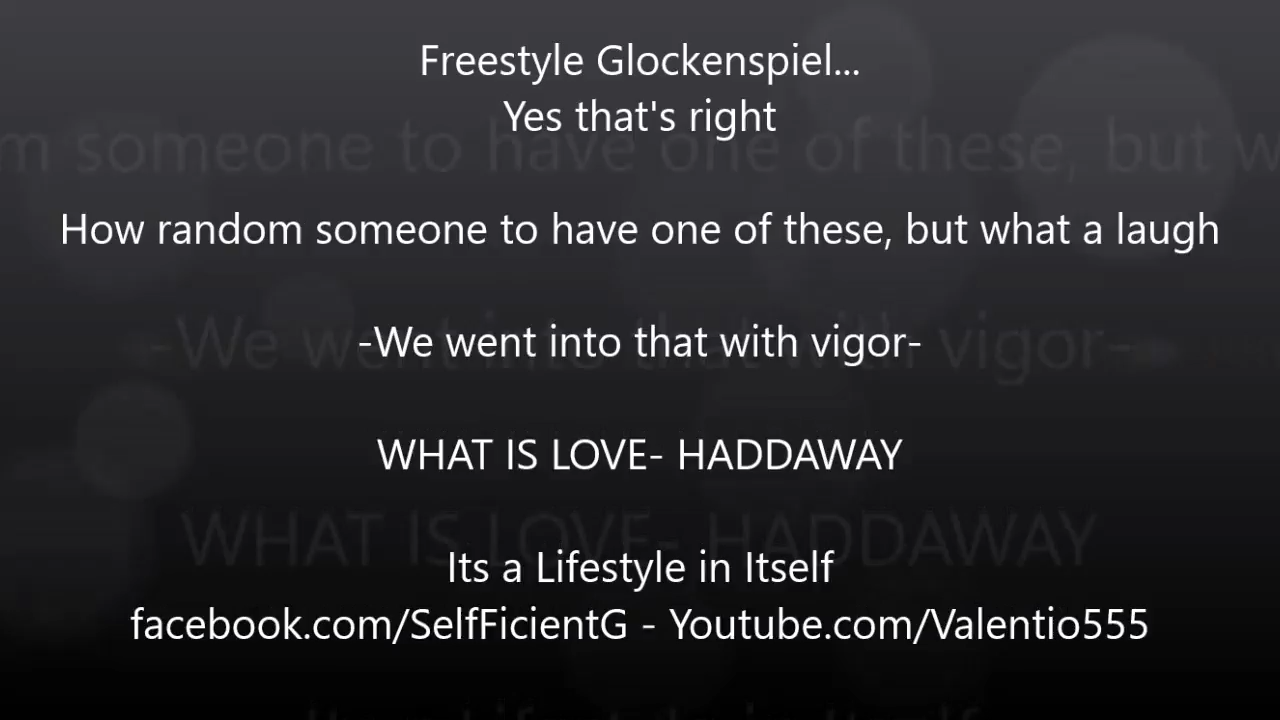 Freestyle Glockenspiel...
Yes that's right
How random someone to have one of these, but what a laugh
-We went into that with vigor-
WHAT IS LOVE- HADDAWAY
Its a Lifestyle in Itself
facebook.com/SelfFicientG - Youtube.com/Valentio555